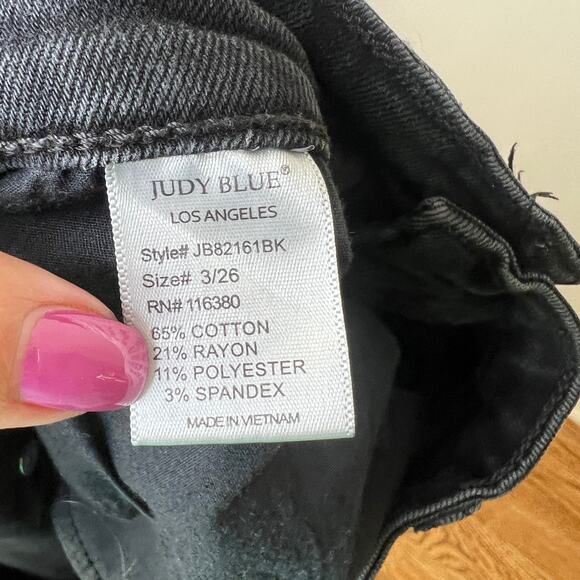 JUDY BLUE®
LOS ANGELES
Style# JB82161BK
Size# 3/26
RN# 116380
65% COTTON
21% RAYON
11% POLYESTER
3% SPANDEX
MADE IN VIETNAM